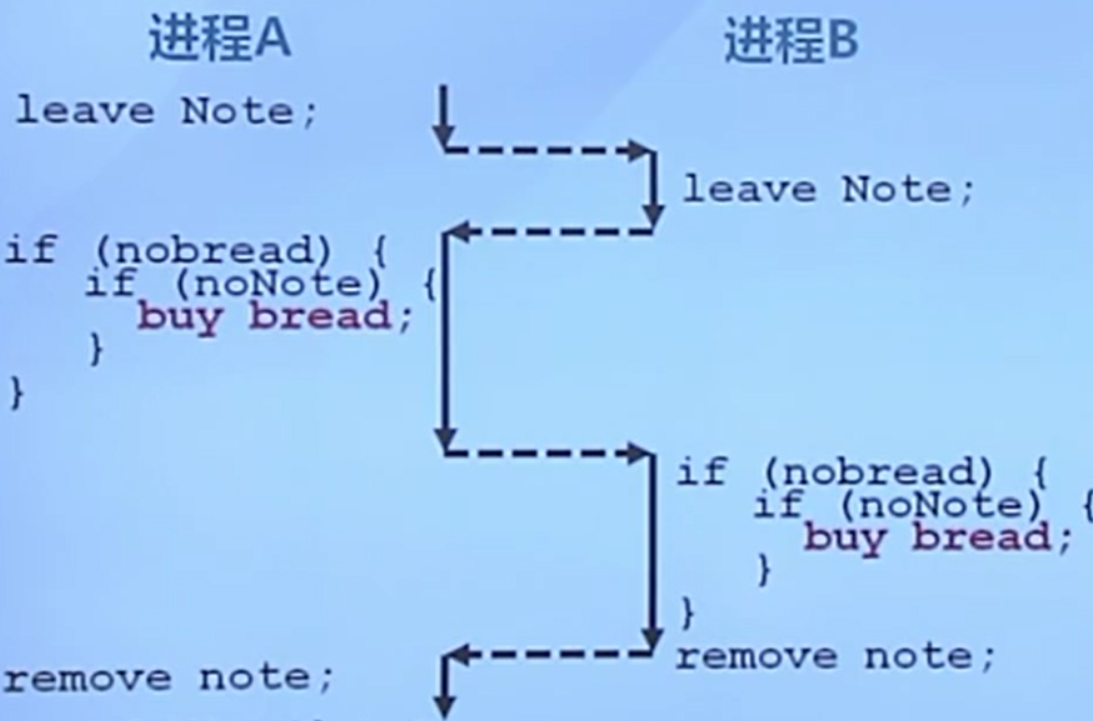 进程A
进程B
leave Note;
leave Note;
if (nobread) {
if (noNote) {
buy bread;
}
}
if (nobread) {
if (noNote) {
buy bread;
}
}
remove note;
remove note;